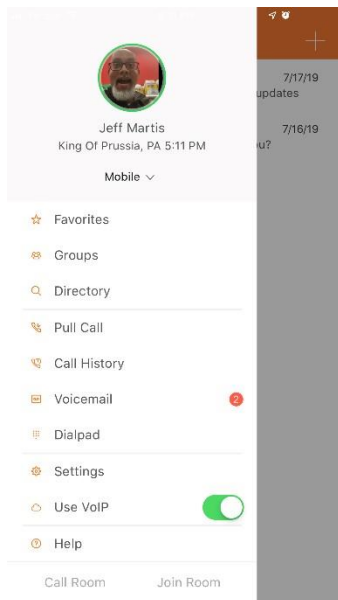 7/17/19
updates
Jeff Martis
7/16/19
King Of Prussia, PA 5:11 PM
u?
Mobile
Favorites
Groups
Directory
Pull Call
Call History
Voicemail
2
Dialpad
Settings
Use VoIP
Help
Call Room
Join Room